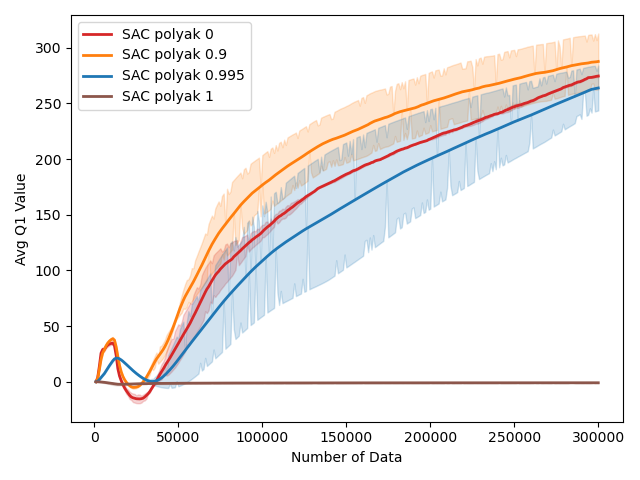 SAC polyak 0
SAC polyak 0.9
SAC polyak 0.995
SAC polyak 1
300
250
200
150
100
50
0
Avg Q1 Value
0 50000 100000 150000 200000 250000 300000
Number of Data